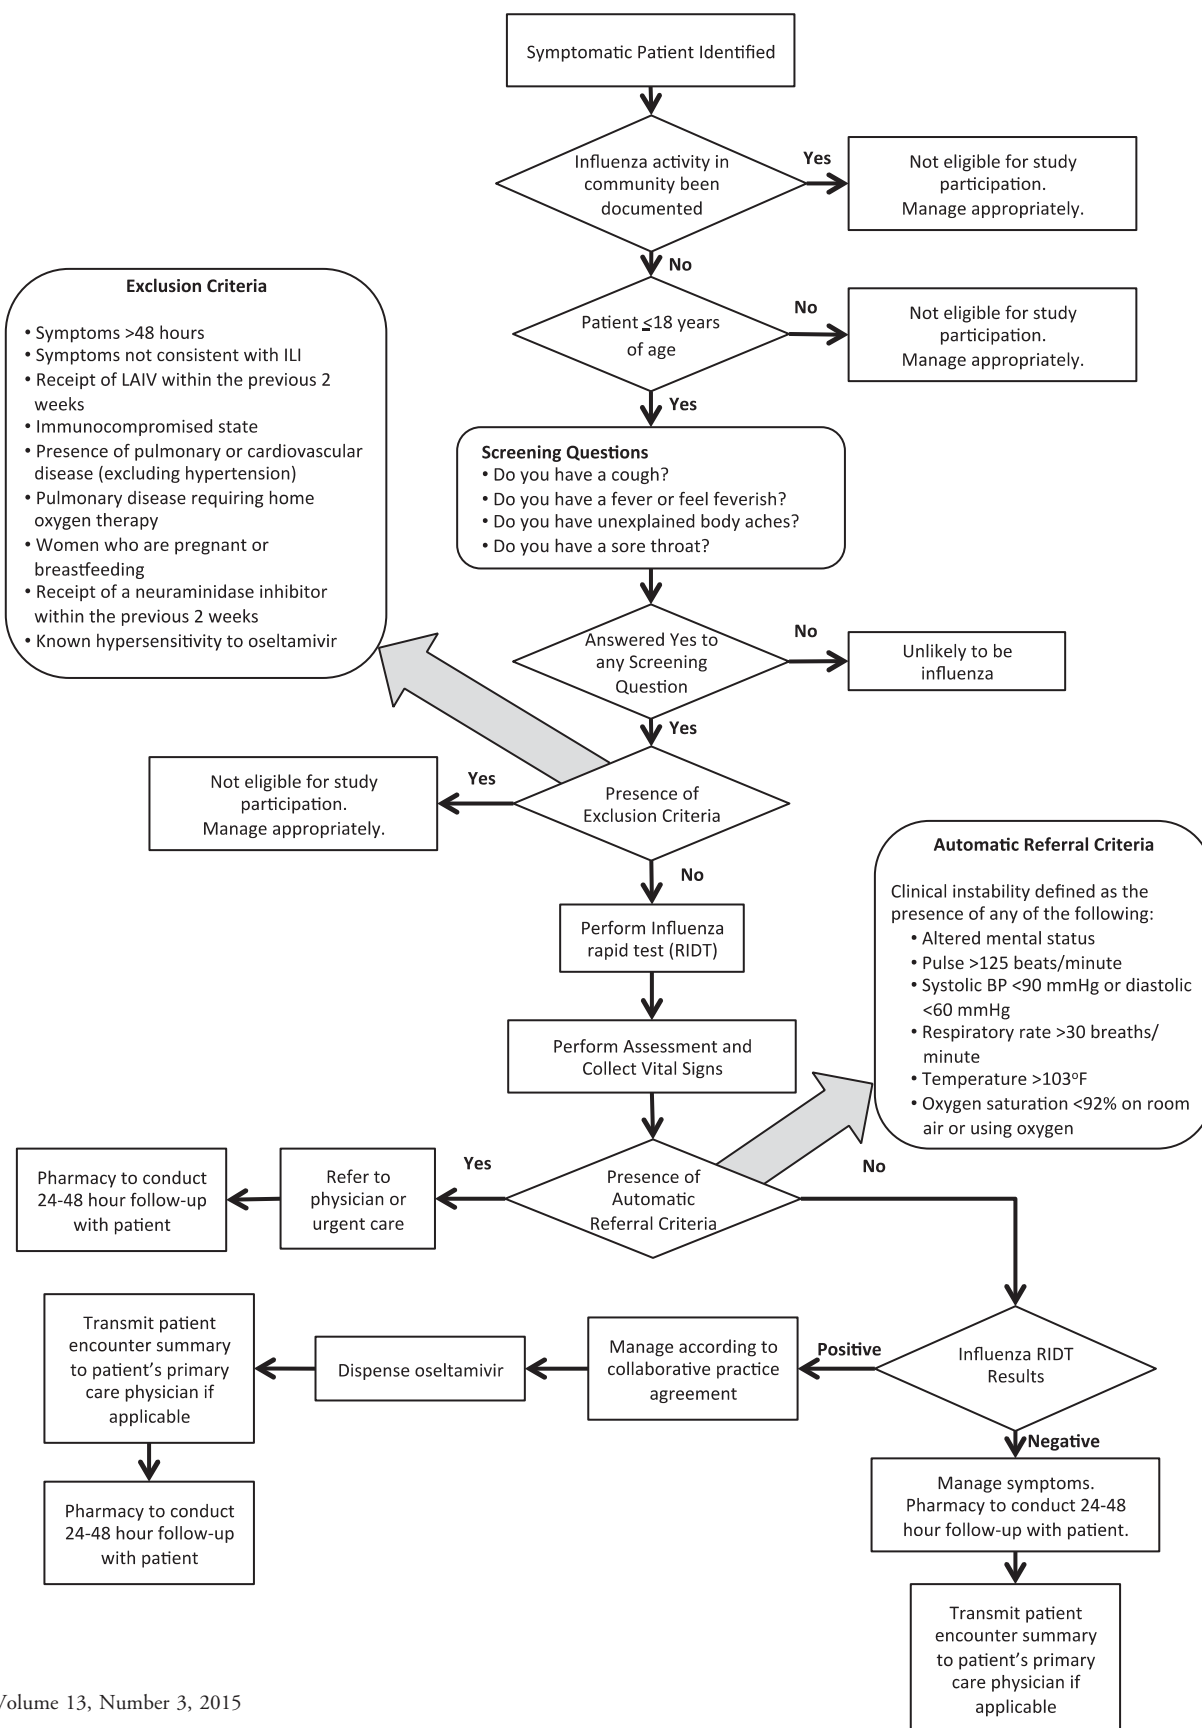 Symptomatic Patient Identified
Influenza activity in
community been
documented
Yes
Not eligible for study
participation.
Manage appropriately.
No
Patient ≤18 years
of age
No
Not eligible for study
participation.
Manage appropriately.
Yes
Exclusion Criteria
• Symptoms >48 hours
• Symptoms not consistent with ILI
• Receipt of LAIV within the previous 2
weeks
• Immunocompromised state
• Presence of pulmonary or cardiovascular
disease (excluding hypertension)
• Pulmonary disease requiring home
oxygen therapy
• Women who are pregnant or
breastfeeding
• Receipt of a neuraminidase inhibitor
within the previous 2 weeks
• Known hypersensitivity to oseltamivir
Screening Questions
• Do you have a cough?
• Do you have a fever or feel feverish?
• Do you have unexplained body aches?
• Do you have a sore throat?
Answered Yes to
any Screening
Question
No
Unlikely to be
influenza
Yes
Presence of
Exclusion Criteria
Yes
Not eligible for study
participation.
Manage appropriately.
No
Perform Influenza
rapid test (RIDT)
Perform Assessment and
Collect Vital Signs
Automatic Referral Criteria
Clinical instability defined as the
presence of any of the following:
• Altered mental status
• Pulse >125 beats/minute
• Systolic BP <90 mmHg or diastolic
<60 mmHg
• Respiratory rate >30 breaths/
minute
• Temperature >103ºF
• Oxygen saturation <92% on room
air or using oxygen
Presence of
Automatic
Referral Criteria
Yes
Refer to
physician or
urgent care
Pharmacy to conduct
24-48 hour follow-up
with patient
No
Influenza RIDT
Results
Positive
Manage according to
collaborative practice
agreement
Dispense oseltamivir
Transmit patient
encounter summary
to patient's primary
care physician if
applicable
Pharmacy to conduct
24-48 hour follow-up
with patient
Negative
Manage symptoms.
Pharmacy to conduct 24-48
hour follow-up with patient.
Transmit patient
encounter summary
to patient's primary
care physician if
applicable
Volume 13, Number 3, 2015